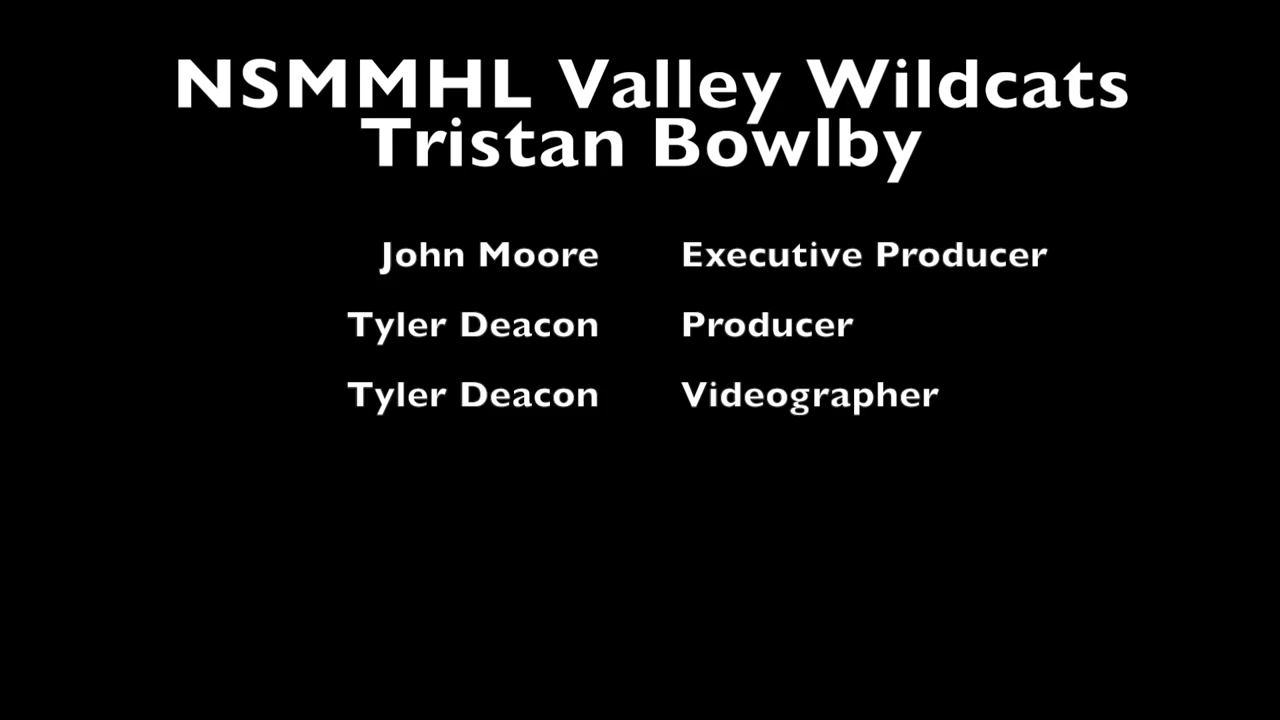 NSMMHL Valley Wildcats
Tristan Bowlby
John Moore Executive Producer
Tyler Deacon Producer
Tyler Deacon Videographer